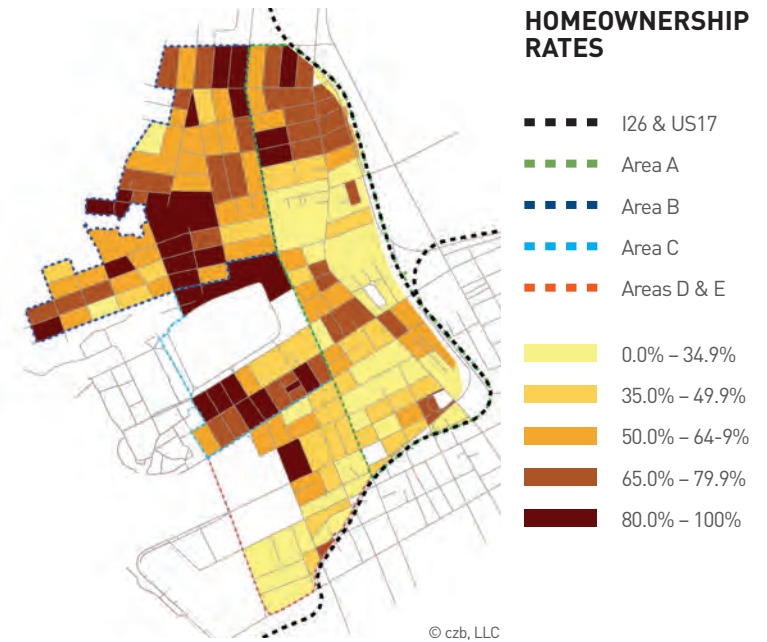 HOMEOWNERSHIP
RATES
I26 & US17
Area A
Area B
Area C
Areas D & E
0.0% – 34.9%
35.0% – 49.9%
50.0% – 64-9%
65.0% – 79.9%
80.0% – 100%
© czb, LLC